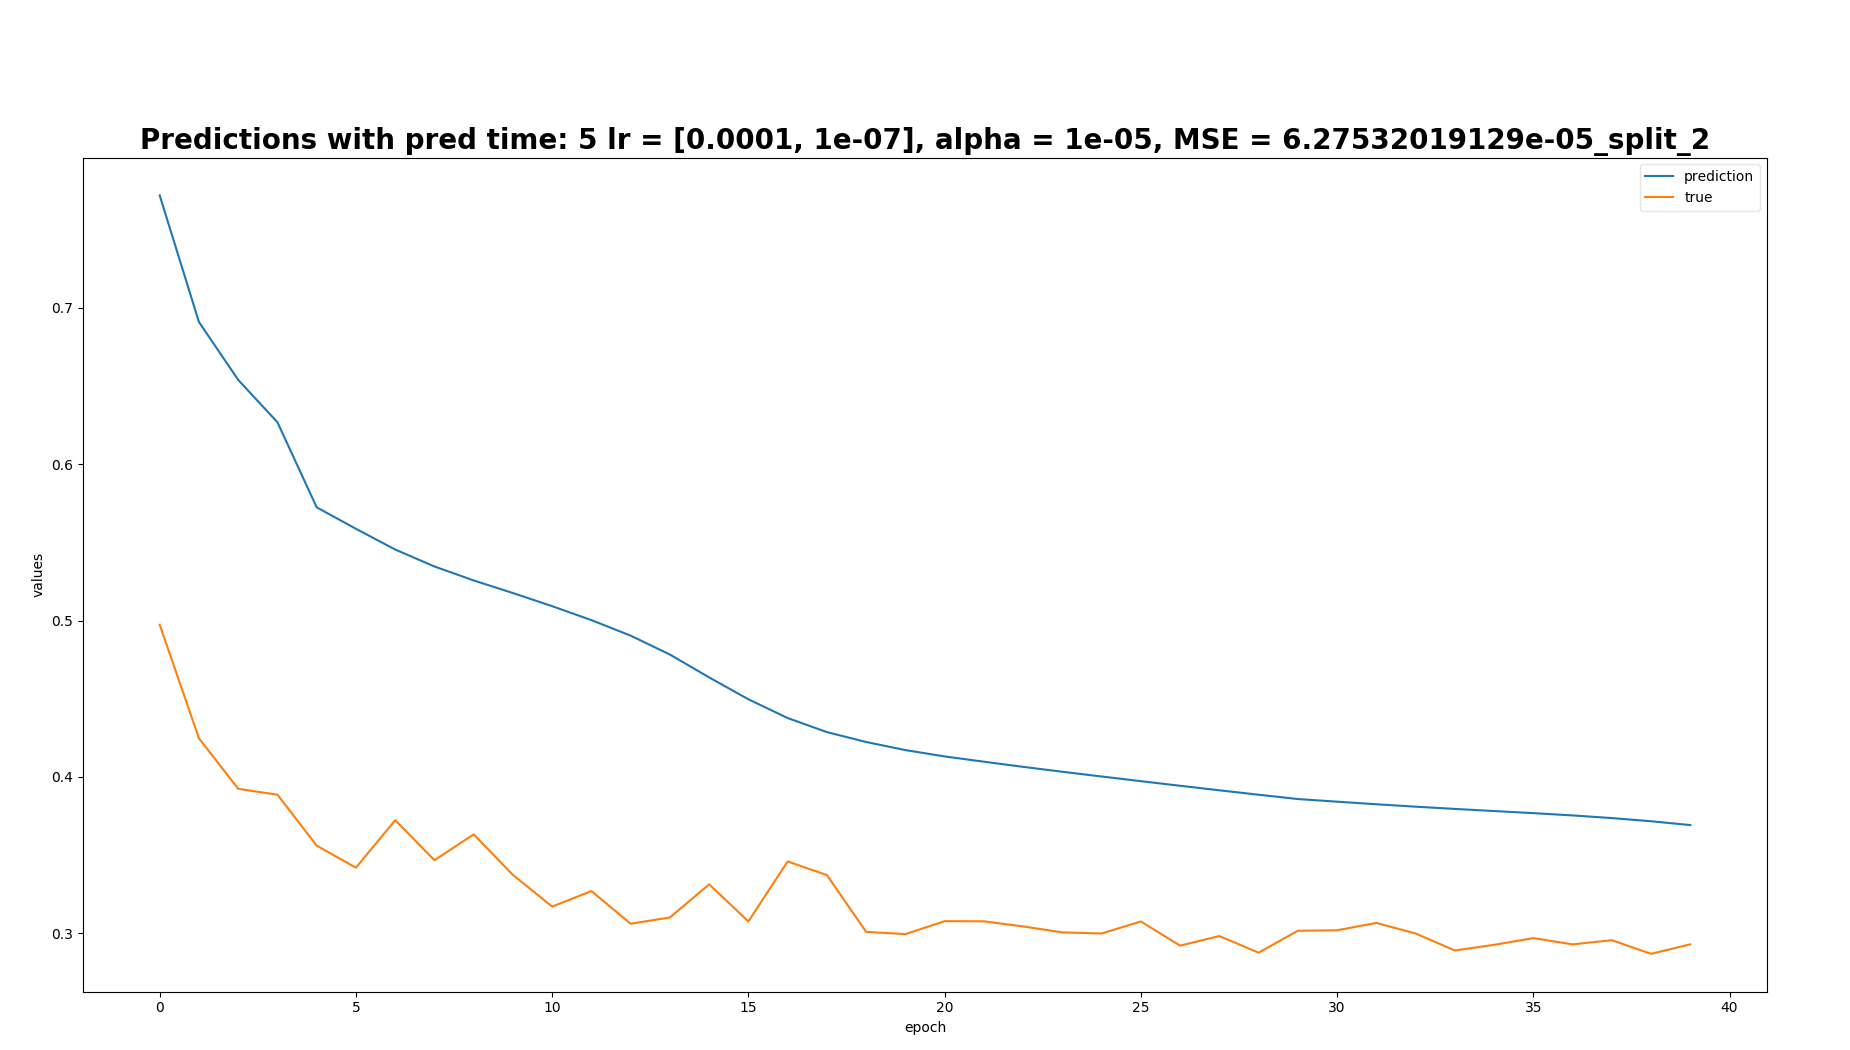 Predictions with pred time: 5 lr = [0.0001, 1e-07], alpha = 1e-05, MSE = 6.27532019129e-05_split_2
prediction
true
values
0.7
0.6
0.5
0.4
0.3
0 5 10 15 20 25 30 35 40
epoch